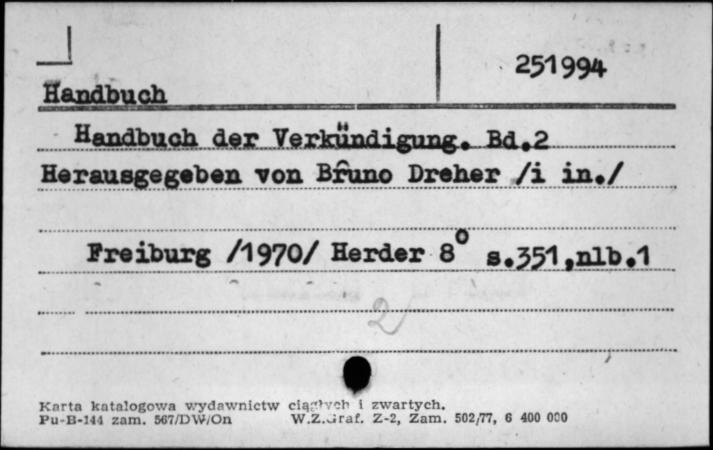 251994
Handbuch
Handbuch der Verkündigung. Bd.2
Herausgegeben von Bruno Dreher /i in./
Freiburg /1970/ Herder 8° s.351,nlb.1
2
Karta katalogowa wydawnictw ciągłych i zwartych.
Pu-B-144 zam. 567/DW/On W.Z.Graf. Z-2, Zam. 502/77, 6 400 000